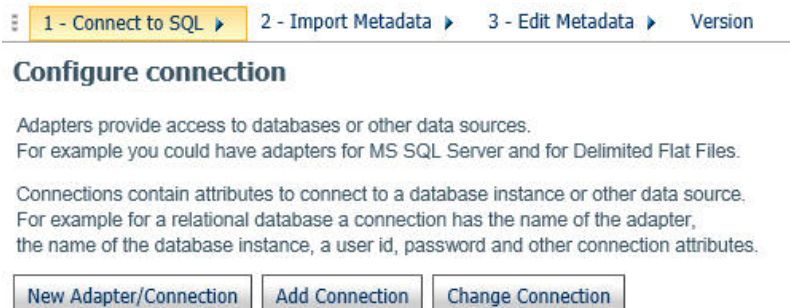 1 - Connect to SQL 2 - Import Metadata 3 - Edit Metadata Version
Configure connection
Adapters provide access to databases or other data sources.
For example you could have adapters for MS SQL Server and for Delimited Flat Files.
Connections contain attributes to connect to a database instance or other data source.
For example for a relational database a connection has the name of the adapter,
the name of the database instance, a user id, password and other connection attributes.
New Adapter/Connection Add Connection Change Connection